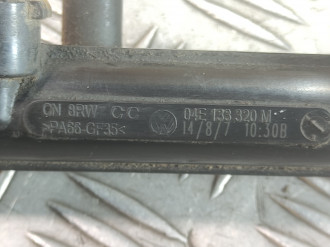 CN 8RW CC 04E 133 320 M
>PA66-GF35< 14/8/7 10:30B